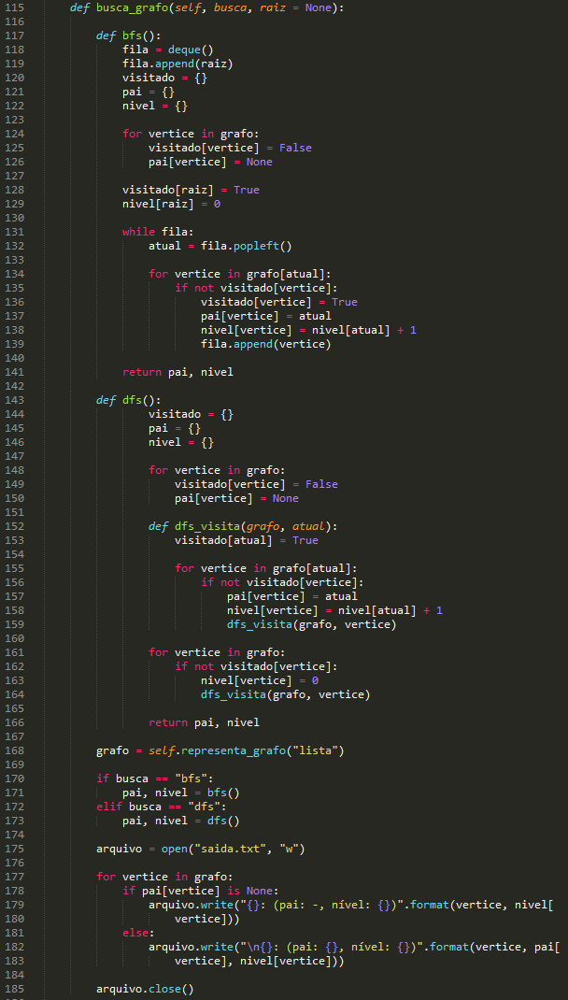 115 def busca_grafo(self, busca, raiz = None):
116
117 def bfs():
118 fila = deque()
119 fila.append(raiz)
120 visitado = {}
121 pai = {}
122 nivel = {}
123
124 for vertice in grafo:
125 visitado[vertice] = False
126 pai[vertice] = None
127
128 visitado[raiz] = True
129 nivel[raiz] = 0
130
131 while fila:
132 atual = fila.popleft()
133
134 for vertice in grafo[atual]:
135 if not visitado[vertice]:
136 visitado[vertice] = True
137 pai[vertice] = atual
138 nivel[vertice] = nivel[atual] + 1
139 fila.append(vertice)
140
141 return pai, nivel
142
143 def dfs():
144 visitado = {}
145 pai = {}
146 nivel = {}
147
148 for vertice in grafo:
149 visitado[vertice] = False
150 pai[vertice] = None
151
152 def dfs_visita(grafo, atual):
153 visitado[atual] = True
154
155 for vertice in grafo[atual]:
156 if not visitado[vertice]:
157 pai[vertice] = atual
158 nivel[vertice] = nivel[atual] + 1
159 dfs_visita(grafo, vertice)
160
161 for vertice in grafo:
162 if not visitado[vertice]:
163 nivel[vertice] = 0
164 dfs_visita(grafo, vertice)
165
166 return pai, nivel
167
168 grafo = self.representa_grafo("lista")
169
170 if busca == "bfs":
171 pai, nivel = bfs()
172 elif busca == "dfs":
173 pai, nivel = dfs()
174
175 arquivo = open("saida.txt", "w")
176
177 for vertice in grafo:
178 if pai[vertice] is None:
179 arquivo.write("{}: (pai: -, nível: {})".format(vertice, nivel[
180 vertice]))
181 else:
182 arquivo.write("\n{}: (pai: {}, nível: {})".format(vertice, pai[
183 vertice], nivel[vertice]))
184
185 arquivo.close()